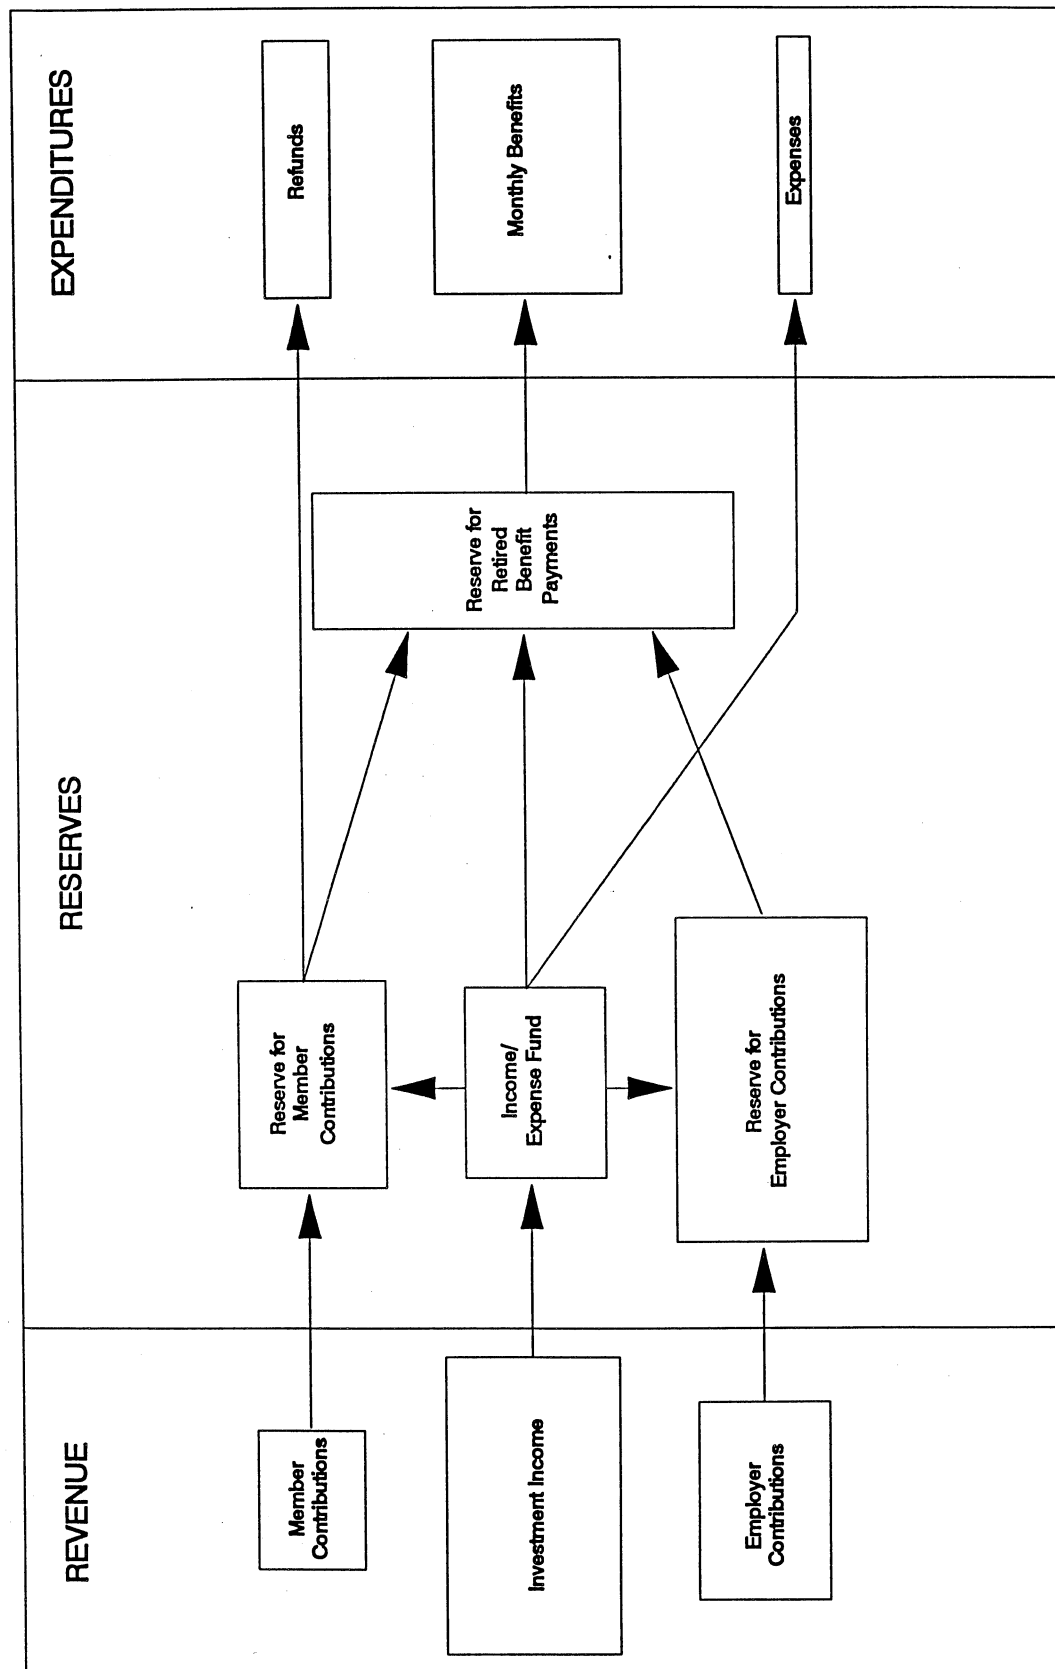 REVENUE
RESERVES
EXPENDITURES
Member
Contributions
Investment Income
Employer
Contributions
Reserve for
Member
Contributions
Income/
Expense Fund
Reserve for
Employer Contributions
Reserve for
Retired
Benefit
Payments
Refunds
Monthly Benefits
Expenses